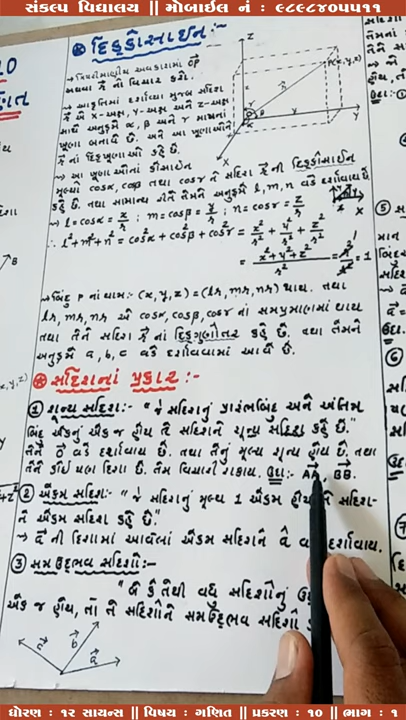 સંકલ્પ વિદ્યાલય || મોબાઈલ નં : ૯૮૯૮૪૦૫૫૧૧
* દિક્કોસાઈન:-
→ ત્રિપરિમાણીય અવકાશમાં OP
અથવા r નો વિચાર કરો.
→ આકૃતિમાં દર્શાવ્યા મુજબ સદિશ
r એ X-અક્ષ, Y-અક્ષ અને Z-અક્ષ
સાથે અનુક્રમે α, β અને γ માપના
ખૂણા બનાવે છે. અને આ ખૂણાઓને
r નાં દિક્ખૂણાઓ કહે છે.
→ આ ખૂણાઓનાં કોસાઈન
મૂલ્યો cosα, cosβ તથા cosγ ને સદિશ r ની દિક્કોસાઈન
કહે છે. તથા સામાન્ય રીતે તેમને અનુક્રમે l, m, n વડે દર્શાવાય છે.
→ l = cosα = x/r ; m = cosβ = y/r ; n = cosγ = z/r
∴ l²+m²+n² = cos²α + cos²β + cos²γ = x²/r² + y²/r² + z²/r²
= x²+y²+z²/r² = r²/r² = 1
→ બિંદુ P નાં યામ:- (x, y, z) = (lr, mr, nr) થાય. તથા
lr, mr, nr એ cosα, cosβ, cosγ નાં સમપ્રમાણમાં થાય
તથા તેને સદિશ r નાં દિક્ગુણોત્તર કહે છે. તથા તેમને
અનુક્રમે a, b, c વડે દર્શાવવામાં આવે છે.
* સદિશનાં પ્રકાર:-
① શૂન્ય સદિશ:- "જે સદિશનું પ્રારંભબિંદુ અને અંતિમ
બિંદુ એકનું એક જ હોય તે સદિશને શૂન્ય સદિશ કહે છે."
તેને 0 વડે દર્શાવાય છે. તથા તેનું મૂલ્ય શૂન્ય હોય છે. તથા
તેને કોઈ પણ દિશા છે. તેમ વિચારી શકાય. ઉદા:- AA, BB.
② એકમ સદિશ:- "જે સદિશનું મૂલ્ય 1 એકમ હોય તે સદિશ-
ને એકમ સદિશ કહે છે."
→ a ની દિશામાં આવેલાં એકમ સદિશને â વડે દર્શાવાય.
③ સમઉદ્ભવ સદિશો:-
"બે કે તેથી વધુ સદિશોનું
એક જ હોય, તો તે સદિશોને સમઉદ્ભવ સદિશો
a b a
ધોરણ : ૧૨ સાયન્સ || વિષય : ગણિત || પ્રકરણ : ૧૦ || ભાગ : ૧